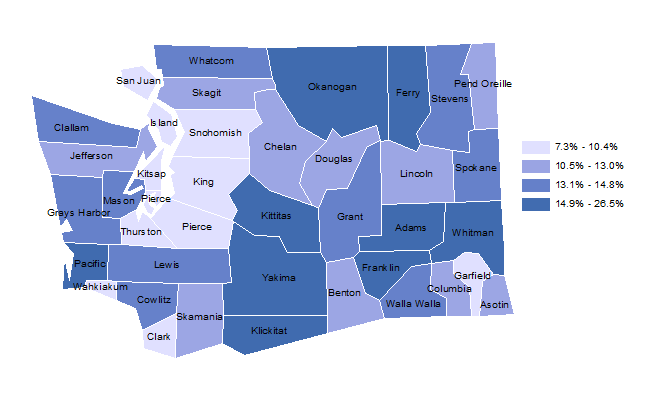 Whatcom
San Juan
Skagit
Okanogan
Ferry
Stevens
Pend Oreille
Clallam
Island
Snohomish
Jefferson
Chelan
Douglas
Kitsap
King
Lincoln
Spokane
Mason
Pierce
Grays Harbor
Thurston
Pierce
Kittitas
Grant
Adams
Whitman
Pacific
Lewis
Yakima
Franklin
Garfield
Wahkiakum
Cowlitz
Skamania
Benton
Walla Walla
Columbia
Asotin
Clark
Klickitat
7.3% - 10.4%
10.5% - 13.0%
13.1% - 14.8%
14.9% - 26.5%